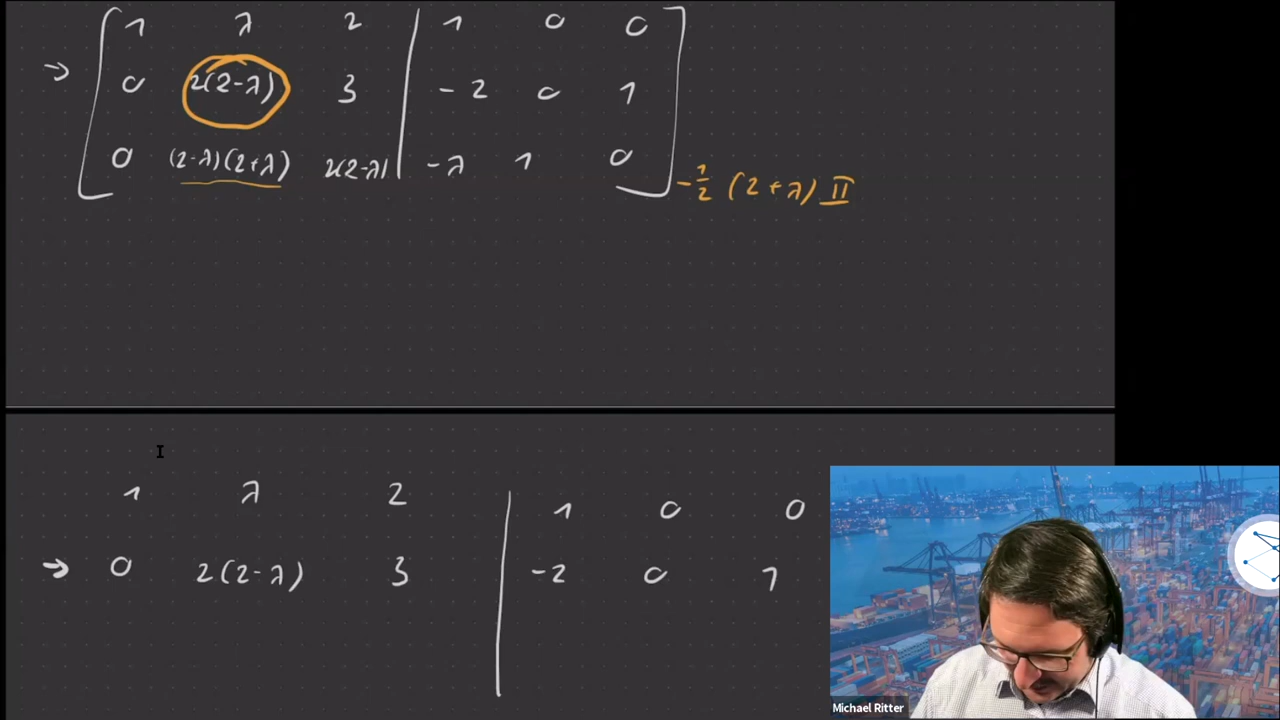 1 λ 2 | 1 0 0
→ 0 2(2-λ) 3 | -2 0 1
0 (2-λ)(2+λ) 2(2-λ) | -λ 1 0 -1/2 (2+λ) II
1 λ 2 | 1 0 0
→ 0 2(2-λ) 3 | -2 0 1
Michael Ritter